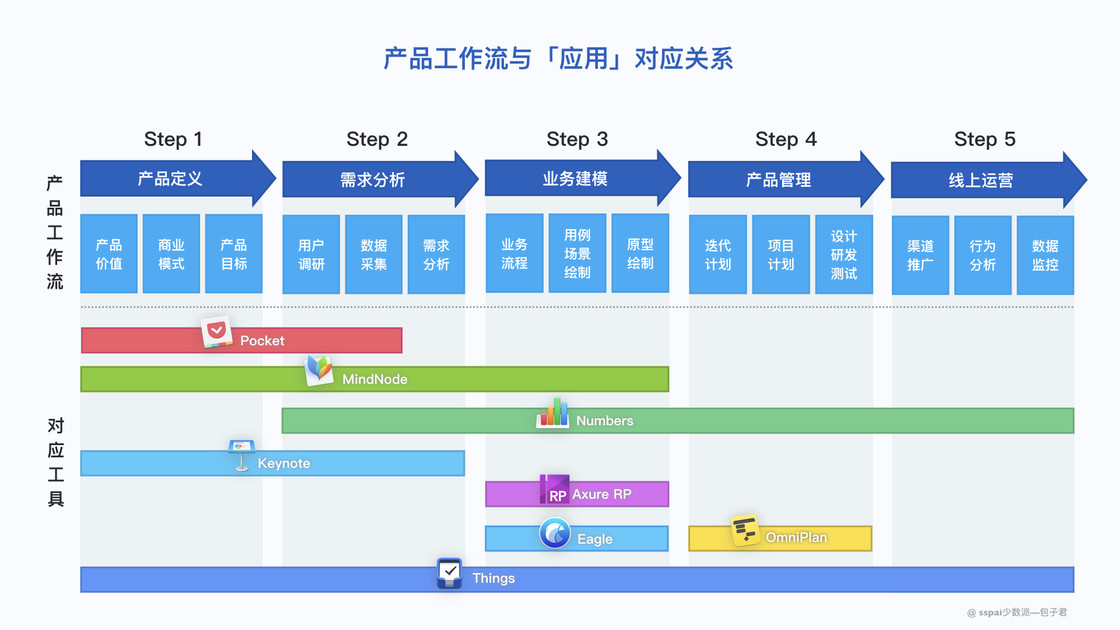 产品工作流与「应用」对应关系
Step 1
Step 2
Step 3
Step 4
Step 5
产品工作流
产品定义
需求分析
业务建模
产品管理
线上运营
产品
价值
商业
模式
产品
目标
用户
调研
数据
采集
需求
分析
业务
流程
用例
场景
绘制
原型
绘制
迭代
计划
项目
计划
设计
研发
测试
渠道
推广
行为
分析
数据
监控
对应工具
Pocket
MindNode
Numbers
Keynote
RP
Axure RP
Eagle
OmniPlan
Things
@ sspai少数派—包子君